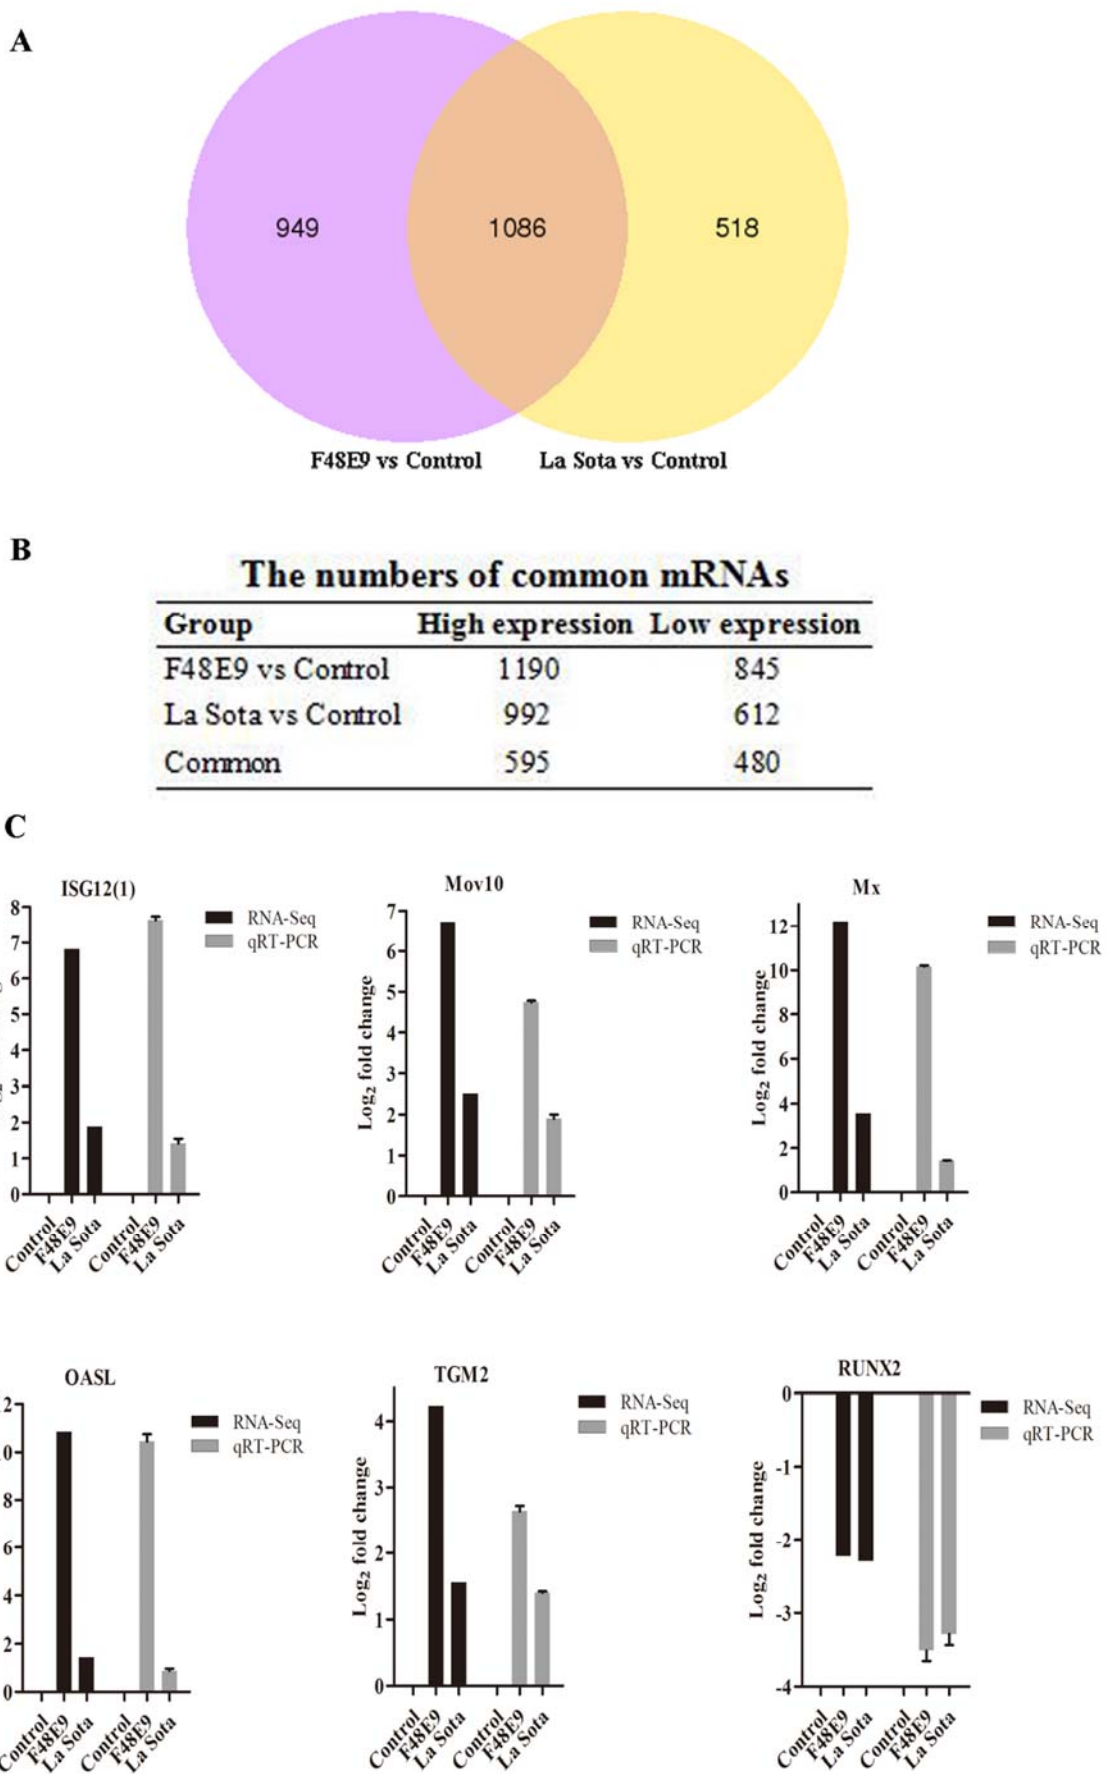 A
949 1086 518
F48E9 vs Control La Sota vs Control
B
The numbers of common mRNAs
Group High expression Low expression
F48E9 vs Control 1190 845
La Sota vs Control 992 612
Common 595 480
C
ISG12(1)
8
7
6
5
4
3
2
1
0
RNA-Seq
qRT-PCR
Control F48E9 La Sota Control F48E9 La Sota
Mov10
Log2 fold change
7
6
5
4
3
2
1
0
RNA-Seq
qRT-PCR
Control F48E9 La Sota Control F48E9 La Sota
Mx
Log2 fold change
12
10
8
6
4
2
0
RNA-Seq
qRT-PCR
Control F48E9 La Sota Control F48E9 La Sota
OASL
2
0
8
6
4
2
0
RNA-Seq
qRT-PCR
Control F48E9 La Sota Control F48E9 La Sota
TGM2
Log2 fold change
4
3
2
1
0
RNA-Seq
qRT-PCR
Control F48E9 La Sota Control F48E9 La Sota
RUNX2
Log2 fold change
0
-1
-2
-3
-4
RNA-Seq
qRT-PCR
Control F48E9 La Sota Control F48E9 La Sota